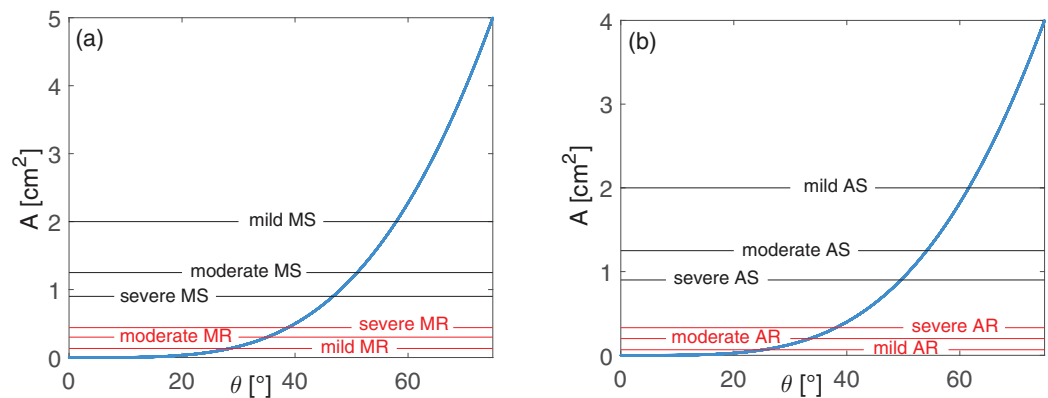 (a)
5
4
3
2
1
0
A [cm²]
mild MS
moderate MS
severe MS
severe MR
moderate MR
mild MR
0
20
40
60
θ [°]
(b)
4
3
2
1
0
A [cm²]
mild AS
moderate AS
severe AS
severe AR
moderate AR
mild AR
0
20
40
60
θ [°]